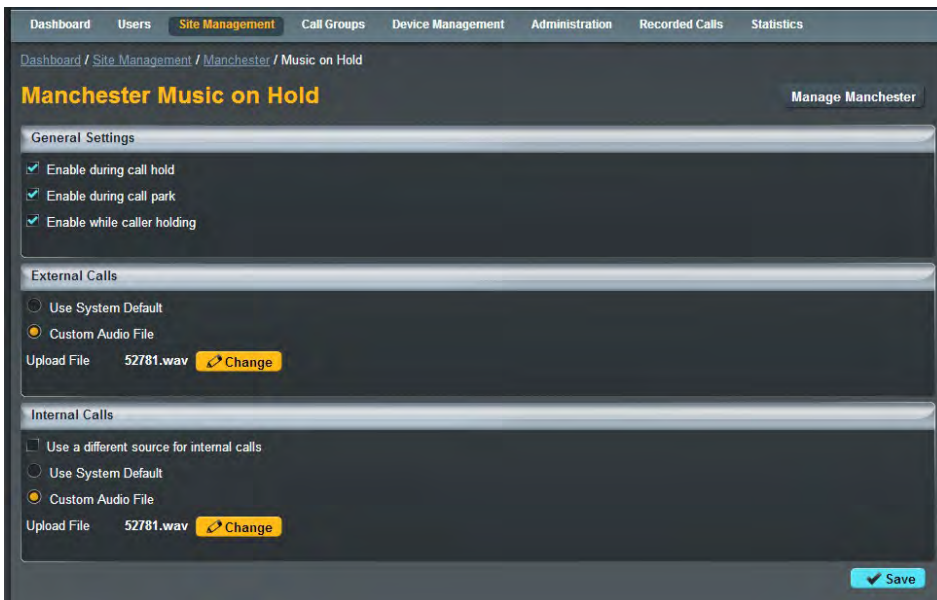 Dashboard Users Site Management Call Groups Device Management Administration Recorded Calls Statistics
Dashboard / Site Management / Manchester / Music on Hold
Manchester Music on Hold
Manage Manchester
General Settings
Enable during call hold
Enable during call park
Enable while caller holding
External Calls
Use System Default
Custom Audio File
Upload File 52781.wav Change
Internal Calls
Use a different source for internal calls
Use System Default
Custom Audio File
Upload File 52781.wav Change
Save